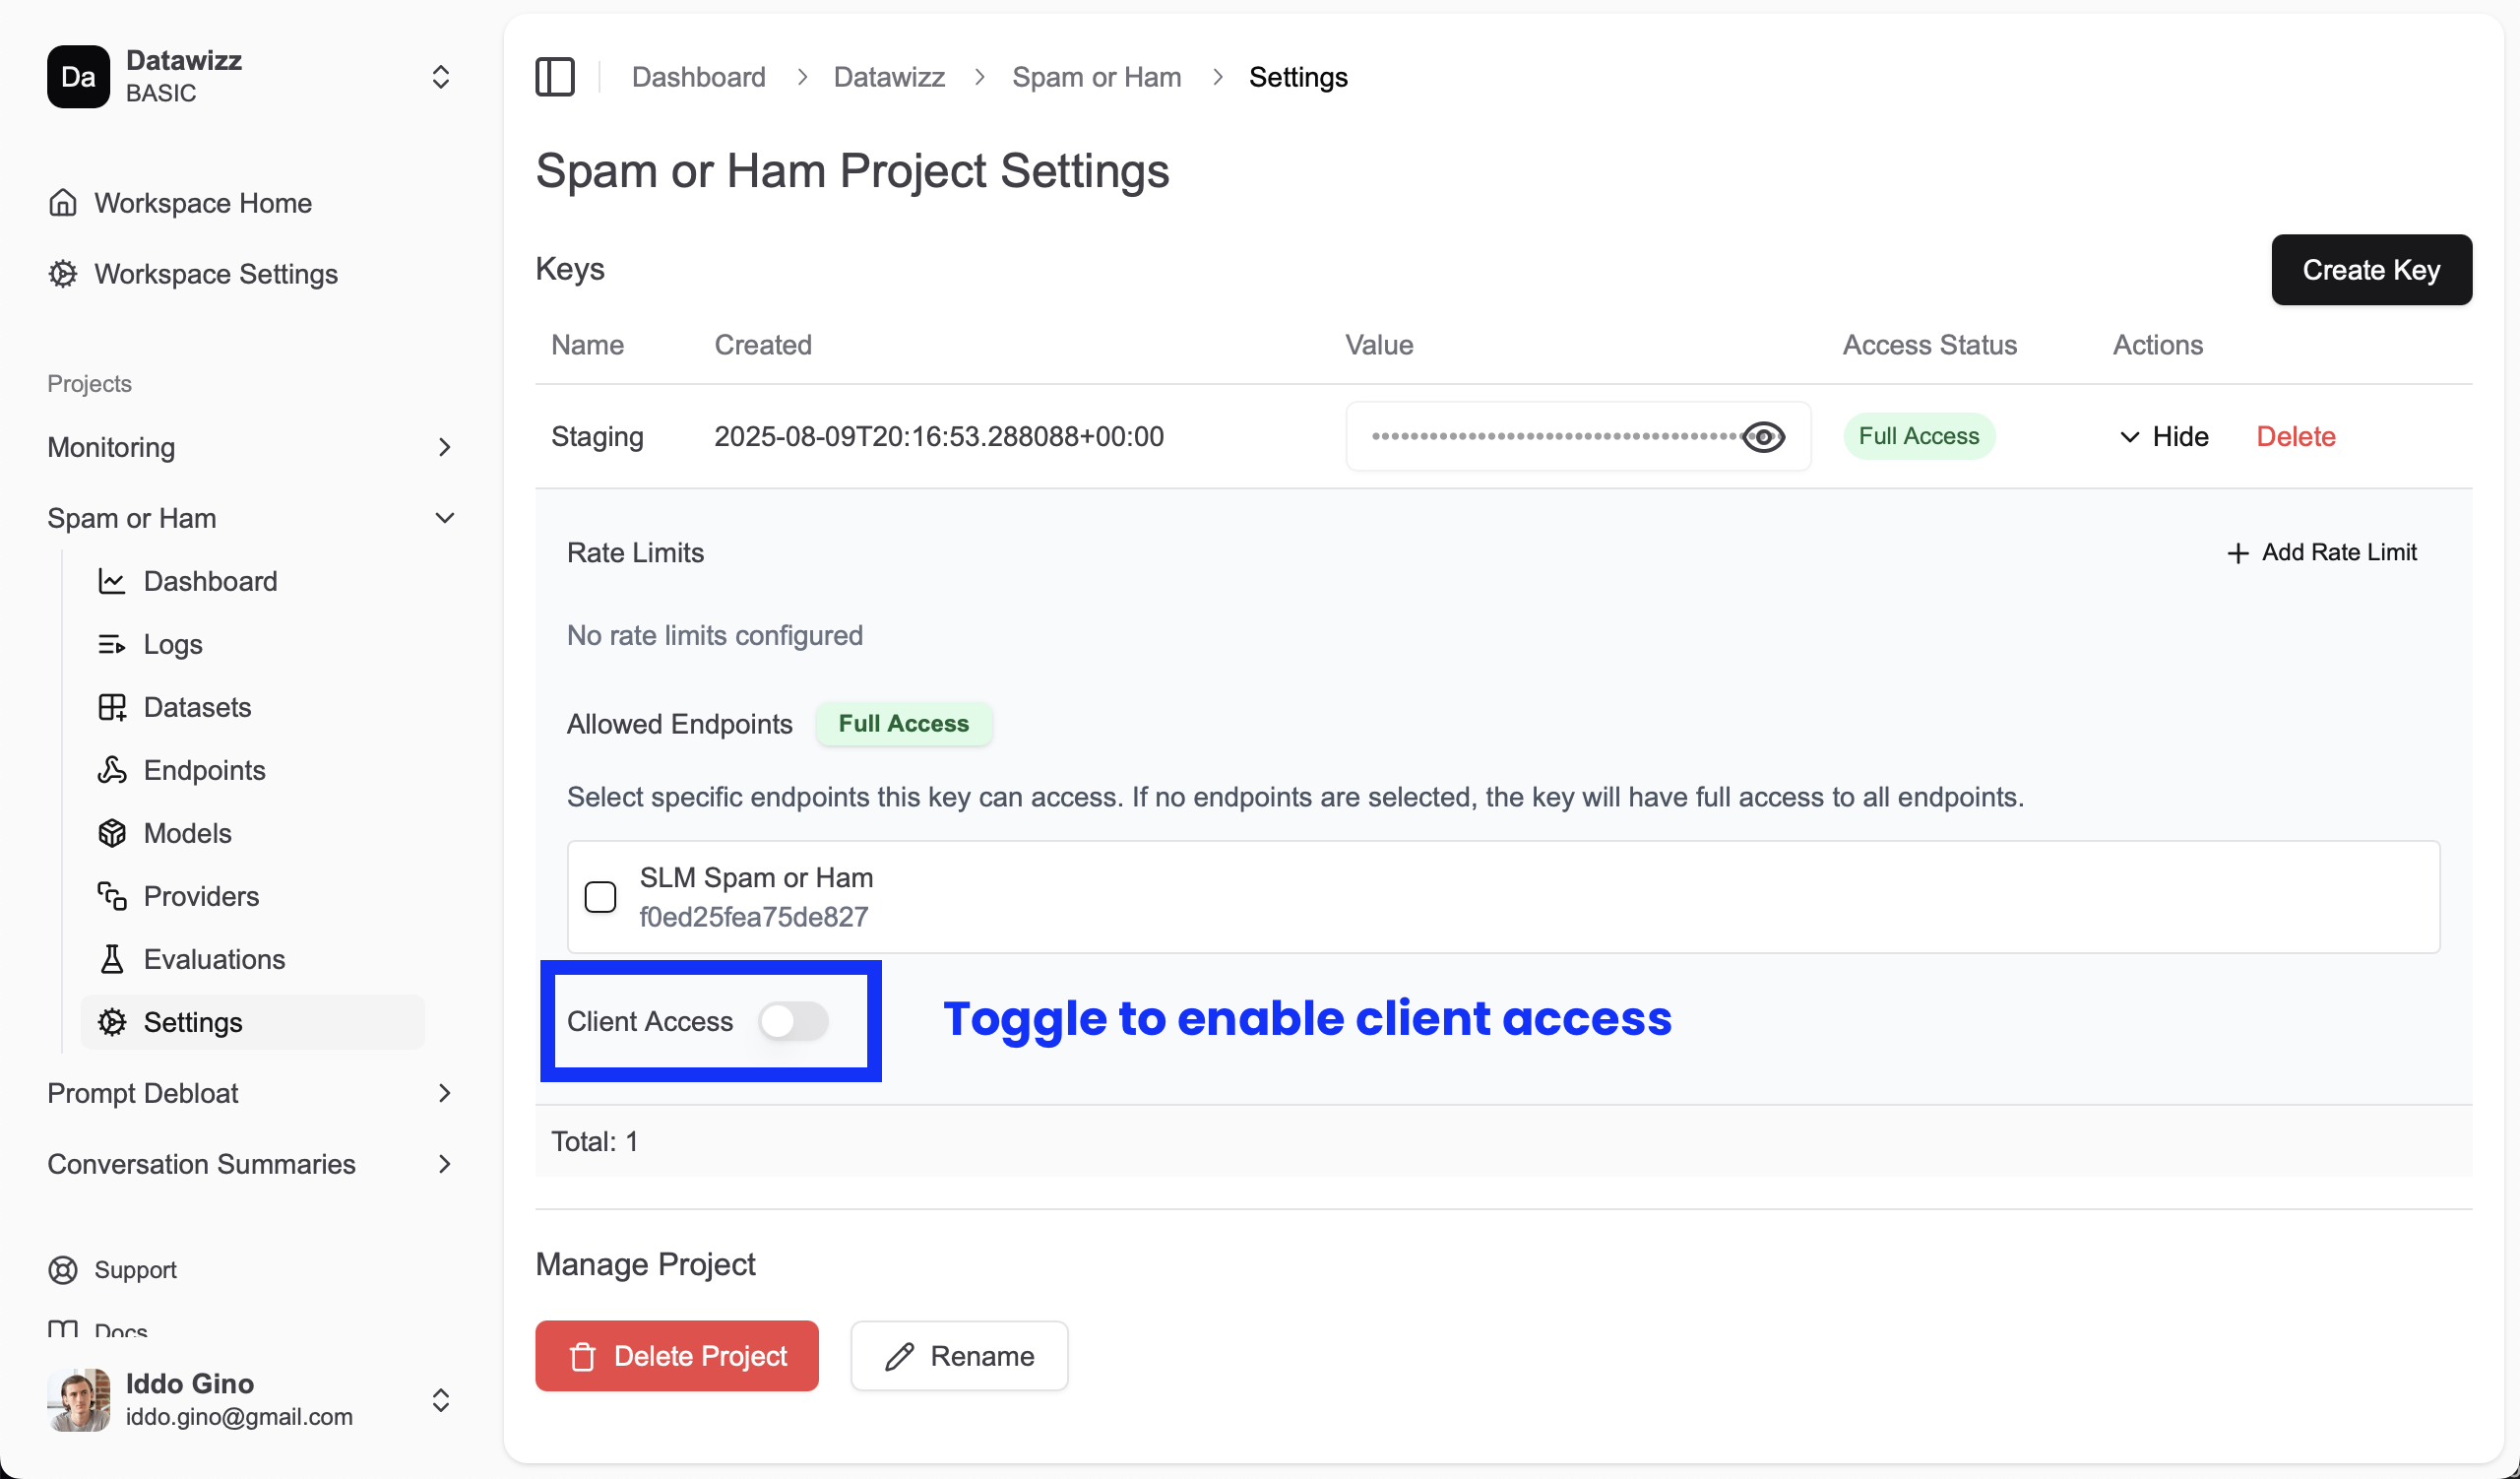 Da
Datawizz
BASIC
Workspace Home
Workspace Settings
Projects
Monitoring
Spam or Ham
Dashboard
Logs
Datasets
Endpoints
Models
Providers
Evaluations
Settings
Prompt Debloat
Conversation Summaries
Support
Docs
Iddo Gino
iddo.gino@gmail.com
Dashboard > Datawizz > Spam or Ham > Settings
Spam or Ham Project Settings
Keys
Create Key
Name Created Value Access Status Actions
Staging 2025-08-09T20:16:53.288088+00:00 Full Access Hide Delete
Rate Limits
+ Add Rate Limit
No rate limits configured
Allowed Endpoints Full Access
Select specific endpoints this key can access. If no endpoints are selected, the key will have full access to all endpoints.
SLM Spam or Ham
f0ed25fea75de827
Client Access
Toggle to enable client access
Total: 1
Manage Project
Delete Project
Rename